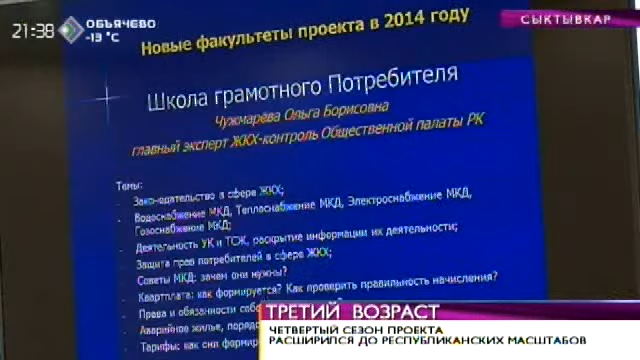 21:38
ОБЪЯЧЕВО
-13 °C
СЫКТЫВКАР
Новые факультеты проекта в 2014 году
Школа грамотного Потребителя
Чужмарёва Ольга Борисовна
главный эксперт ЖКХ-контроль Общественной палаты РК
Темы:
- Законодательство в сфере ЖКХ;
- Водоснабжение МКД, Теплоснабжение МКД, Электроснабжение МКД,
Газоснабжение МКД;
- Деятельность УК и ТСЖ, раскрытие информации их деятельности;
- Защита прав потребителей в сфере ЖКХ;
- Советы МКД: зачем они нужны?
- Квартплата: как формируется? Как проверить правильность начисления?
- Права и обязанности
- Аварийное жилье,
- Тарифы: как они
ТРЕТИЙ ВОЗРАСТ
ЧЕТВЕРТЫЙ СЕЗОН ПРОЕКТА
РАСШИРИЛСЯ ДО РЕСПУБЛИКАНСКИХ МАСШТАБОВ